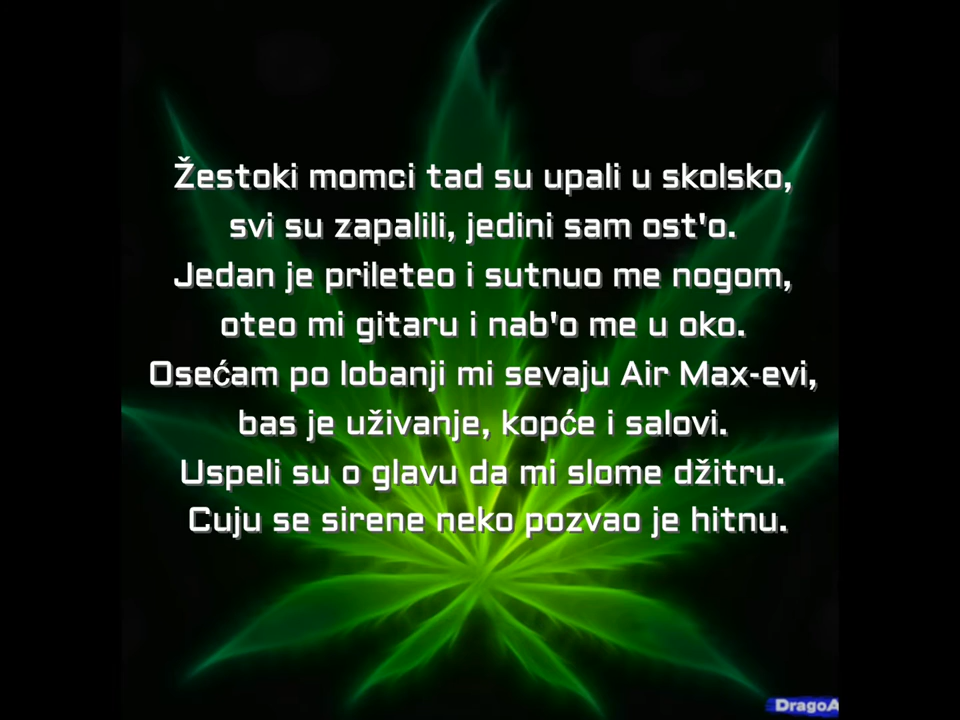 Žestoki momci tad su upali u skolsko,
svi su zapalili, jedini sam ost'o.
Jedan je prileteo i sutnuo me nogom,
oteo mi gitaru i nab'o me u oko.
Osećam po lobanji mi sevaju Air Max-evi,
bas je uživanje, kopće i salovi.
Uspeli su o glavu da mi slome džitru.
Cuju se sirene neko pozvao je hitnu.
DragoA